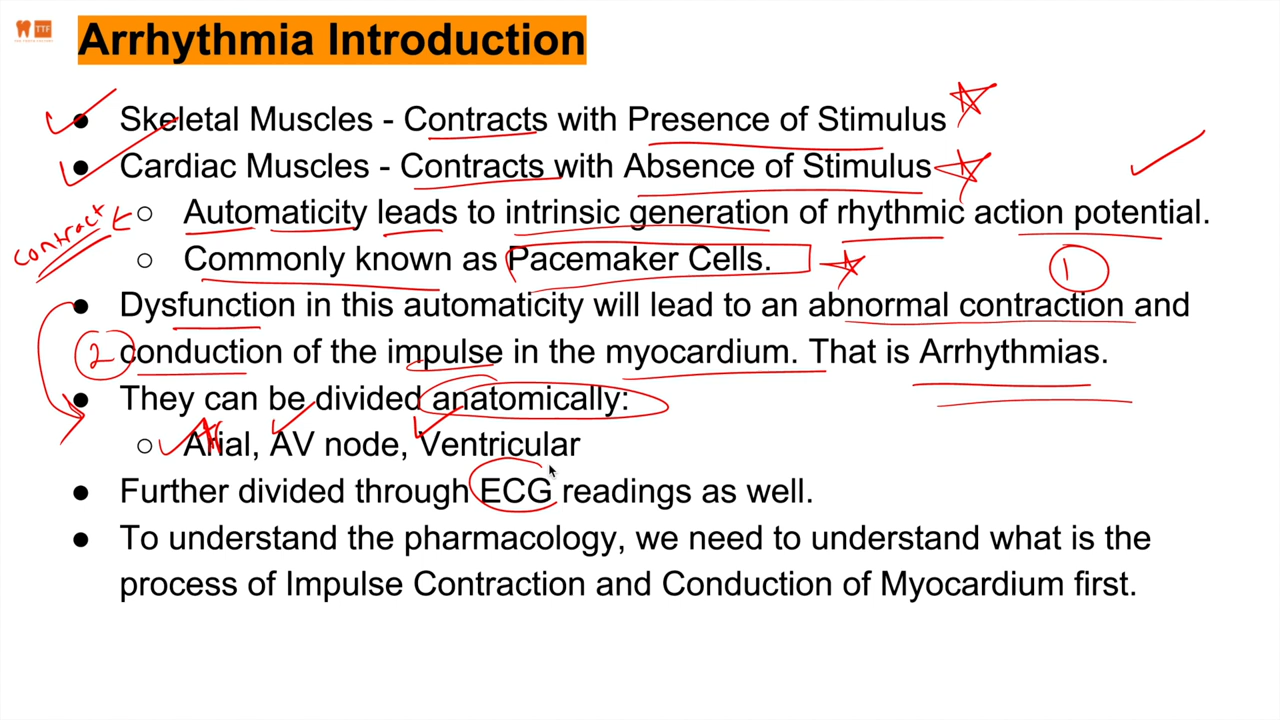 TTF
Arrhythmia Introduction
● Skeletal Muscles - Contracts with Presence of Stimulus
● Cardiac Muscles - Contracts with Absence of Stimulus
○ Automaticity leads to intrinsic generation of rhythmic action potential.
contract
○ Commonly known as Pacemaker Cells.
1
● Dysfunction in this automaticity will lead to an abnormal contraction and
2
conduction of the impulse in the myocardium. That is Arrhythmias.
● They can be divided anatomically:
○ Atrial, AV node, Ventricular
● Further divided through ECG readings as well.
● To understand the pharmacology, we need to understand what is the
process of Impulse Contraction and Conduction of Myocardium first.